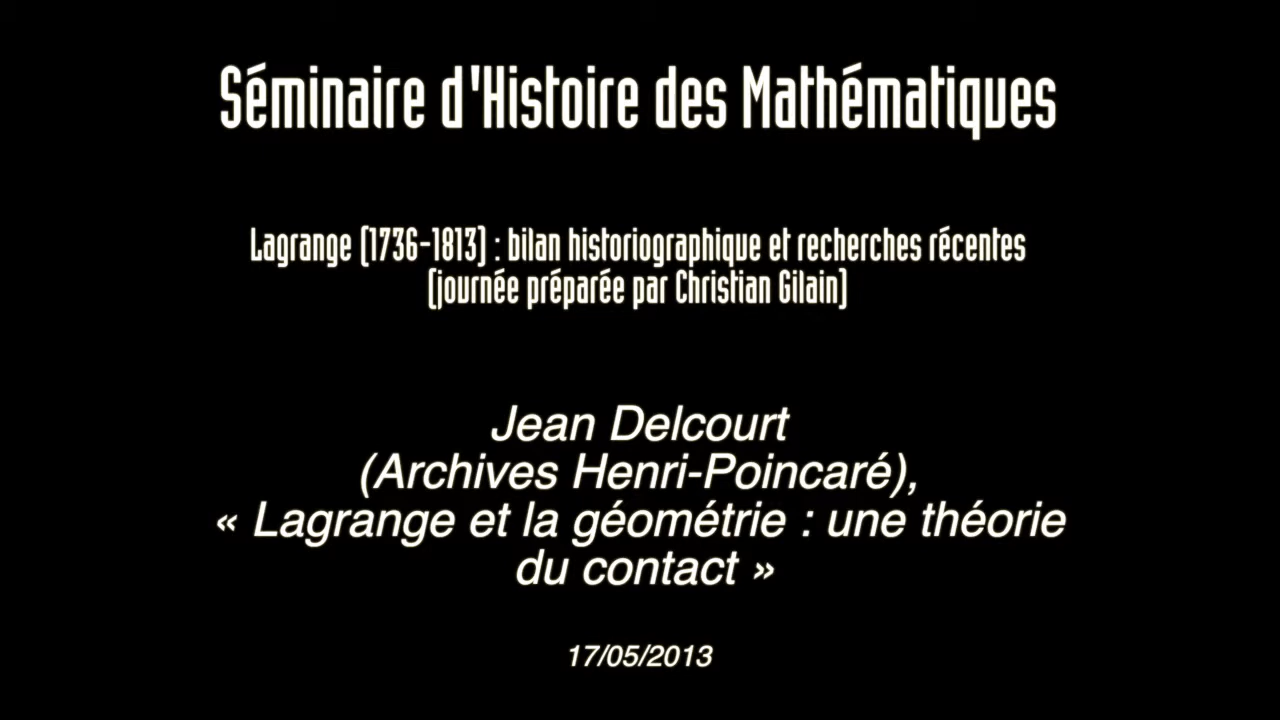 Séminaire d'Histoire des Mathématiques
Lagrange (1736-1813) : bilan historiographique et recherches récentes
(journée préparée par Christian Gilain)
Jean Delcourt
(Archives Henri-Poincaré),
« Lagrange et la géométrie : une théorie
du contact »
17/05/2013